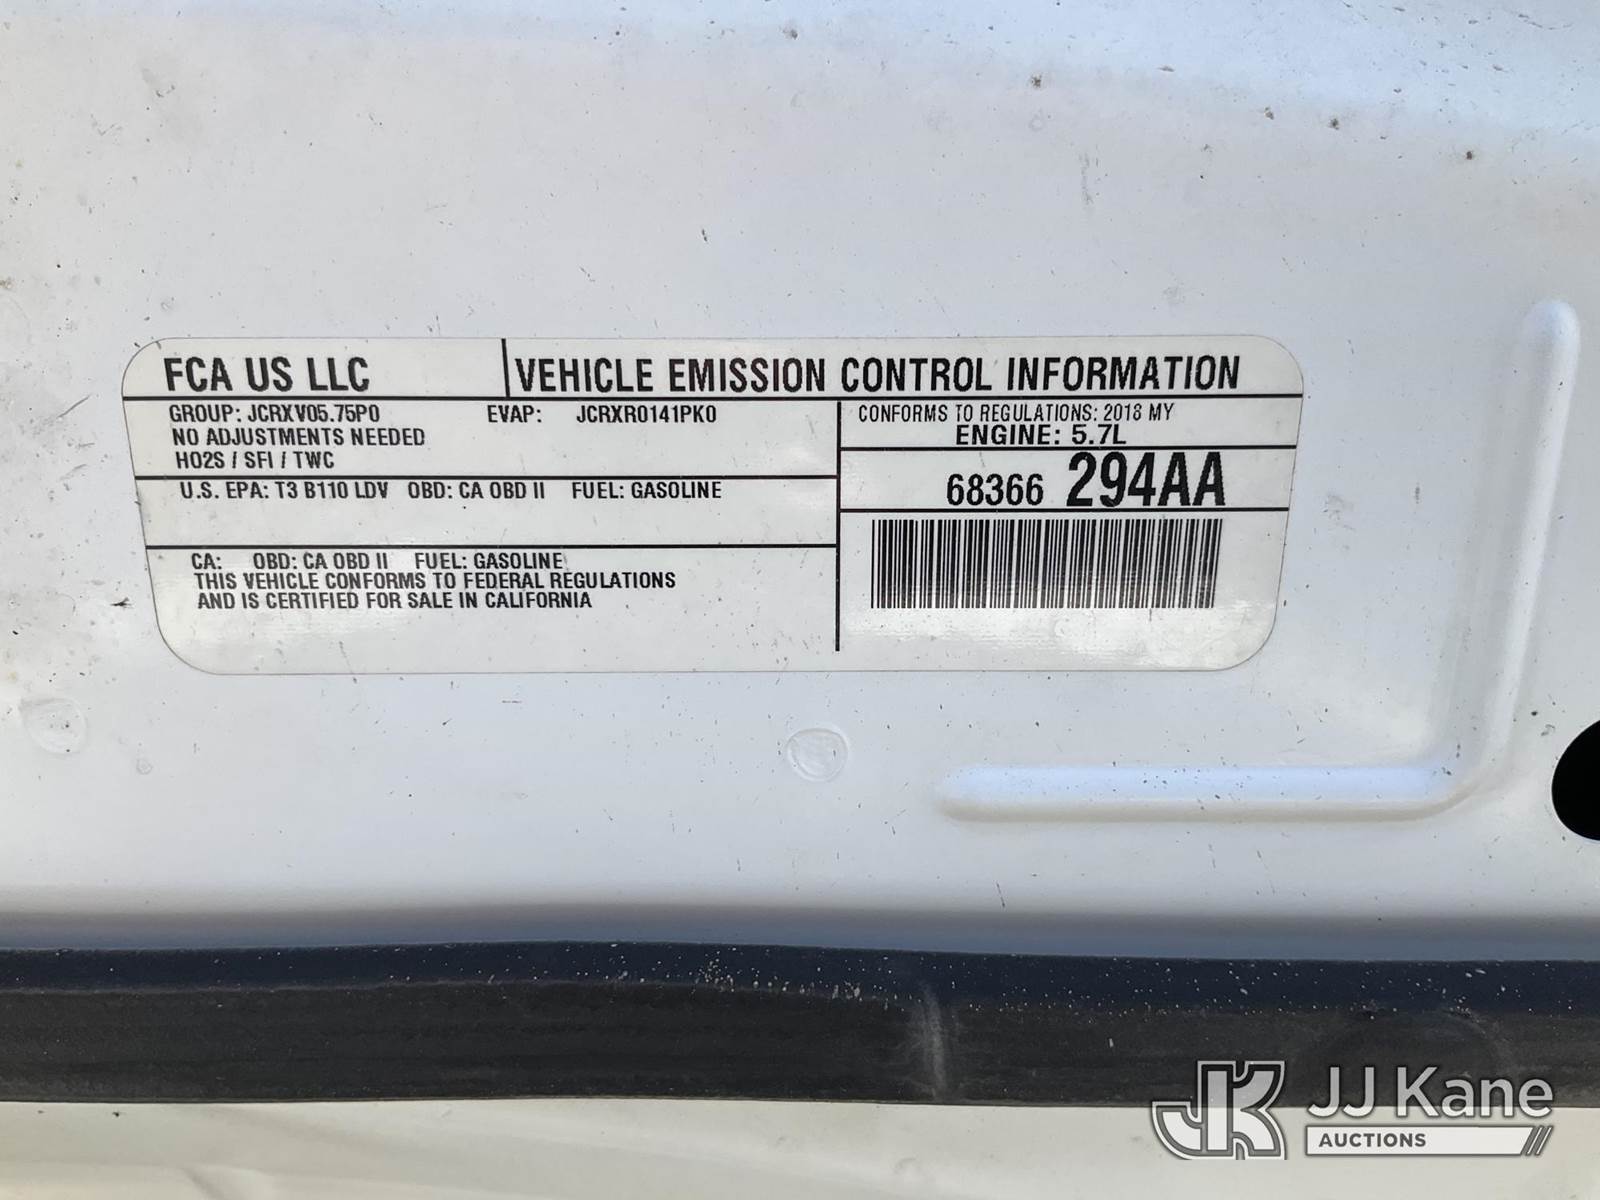 FCA US LLC
VEHICLE EMISSION CONTROL INFORMATION
GROUP: JCRXV05.75P0 EVAP: JCRXR0141PK0
NO ADJUSTMENTS NEEDED
HO2S / SFI / TWC
U.S. EPA: T3 B110 LDV OBD: CA OBD II FUEL: GASOLINE
CA: OBD: CA OBD II FUEL: GASOLINE
THIS VEHICLE CONFORMS TO FEDERAL REGULATIONS
AND IS CERTIFIED FOR SALE IN CALIFORNIA
CONFORMS TO REGULATIONS: 2018 MY
ENGINE: 5.7L
68366 294AA
JK JJ Kane
AUCTIONS